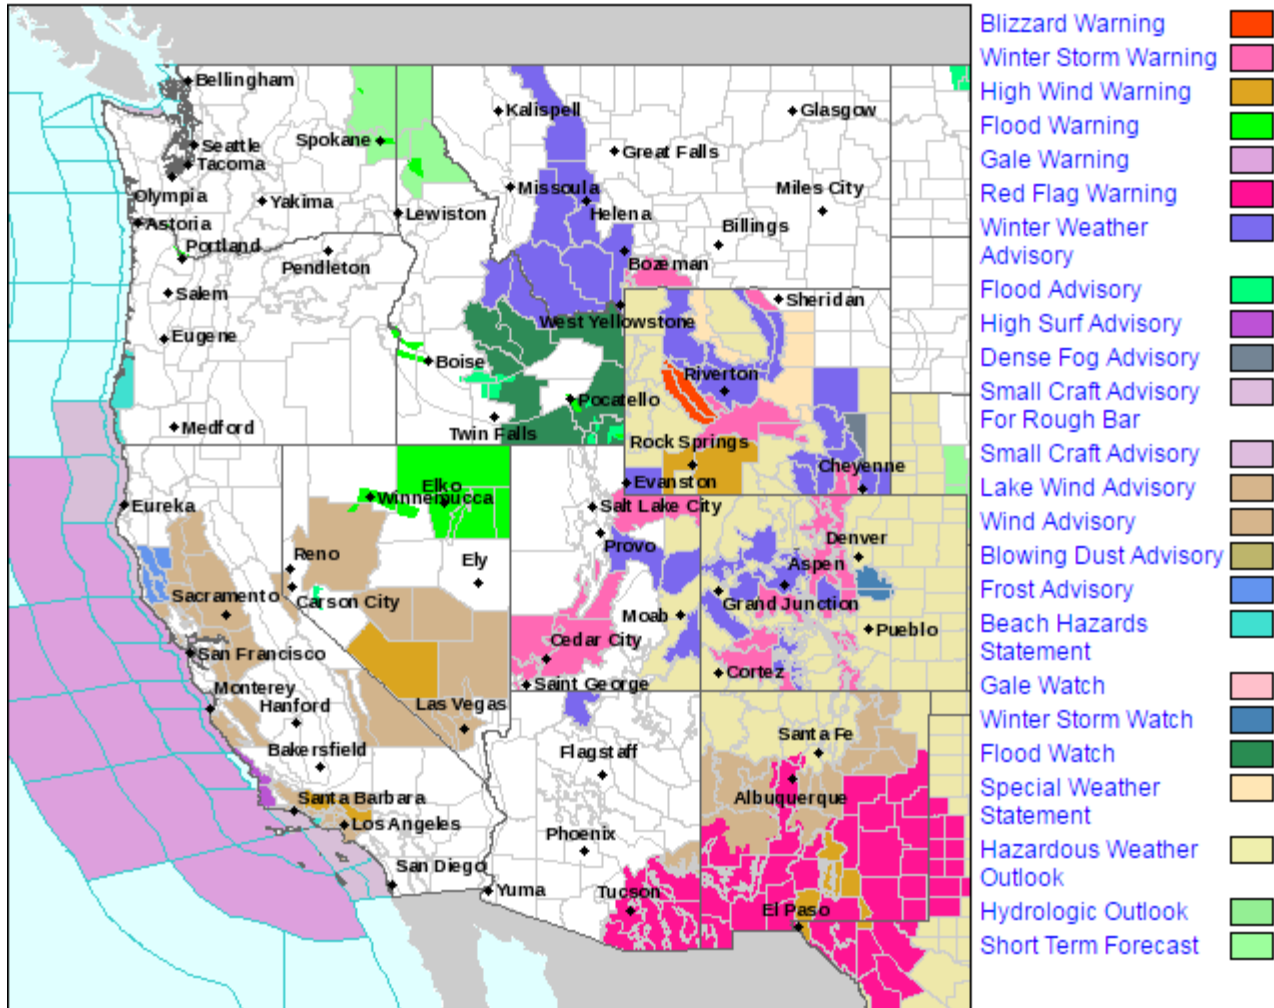 Bellingham
Kalispell
Glasgow
Spokane
Seattle
Great Falls
Tacoma
Missoula
Miles City
Olympia
Yakima
Helena
Lewiston
Astoria
Billings
Portland
Pendleton
Bozeman
Salem
Sheridan
West Yellowstone
Eugene
Boise
Riverton
Pocatello
Medford
Twin Falls
Rock Springs
Cheyenne
Elko
Evanston
Winnemucca
Eureka
Salt Lake City
Denver
Provo
Reno
Ely
Aspen
Sacramento
Carson City
Grand Junction
Moab
Pueblo
Cedar City
San Francisco
Cortez
Saint George
Monterey
Hanford
Las Vegas
Santa Fe
Bakersfield
Flagstaff
Santa Barbara
Albuquerque
Los Angeles
Phoenix
San Diego
Yuma
Tucson
El Paso
Blizzard Warning
Winter Storm Warning
High Wind Warning
Flood Warning
Gale Warning
Red Flag Warning
Winter Weather
Advisory
Flood Advisory
High Surf Advisory
Dense Fog Advisory
Small Craft Advisory
For Rough Bar
Small Craft Advisory
Lake Wind Advisory
Wind Advisory
Blowing Dust Advisory
Frost Advisory
Beach Hazards
Statement
Gale Watch
Winter Storm Watch
Flood Watch
Special Weather
Statement
Hazardous Weather
Outlook
Hydrologic Outlook
Short Term Forecast